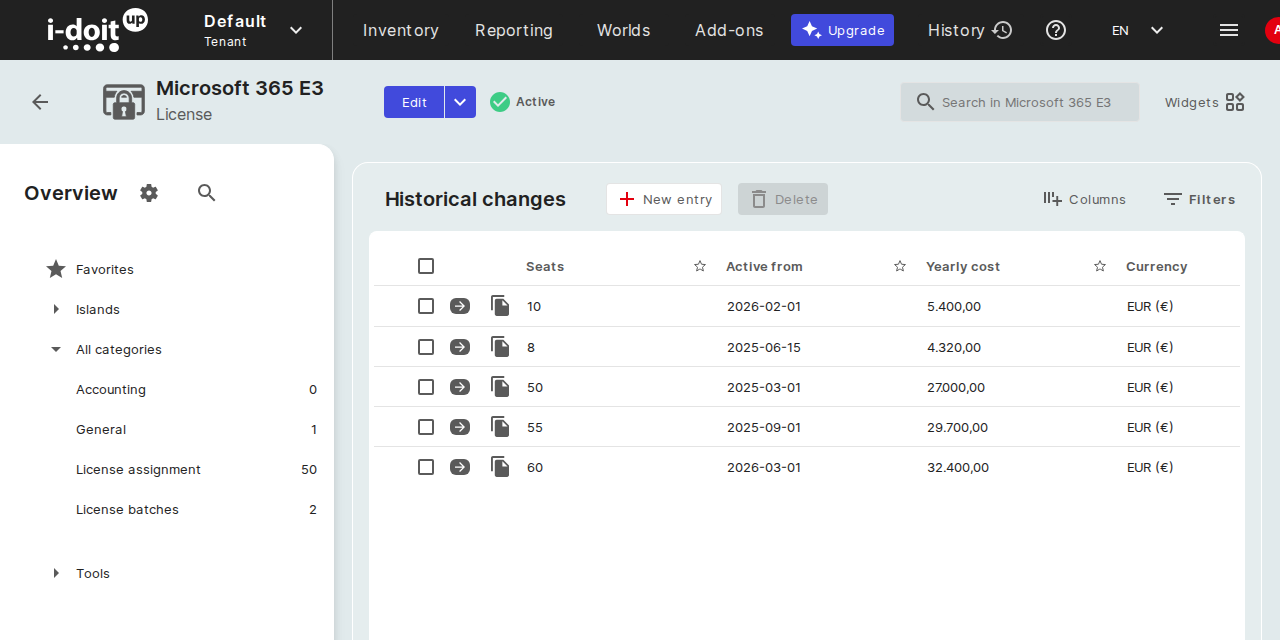 i-doit up
Default
Tenant
Inventory
Reporting
Worlds
Add-ons
Upgrade
History
EN
A
Microsoft 365 E3
License
Edit
Active
Search in Microsoft 365 E3
Widgets
Overview
Favorites
Islands
All categories
Accounting 0
General 1
License assignment 50
License batches 2
Tools
Historical changes
New entry
Delete
Columns
Filters
Seats Active from Yearly cost Currency
10 2026-02-01 5.400,00 EUR (€)
8 2025-06-15 4.320,00 EUR (€)
50 2025-03-01 27.000,00 EUR (€)
55 2025-09-01 29.700,00 EUR (€)
60 2026-03-01 32.400,00 EUR (€)